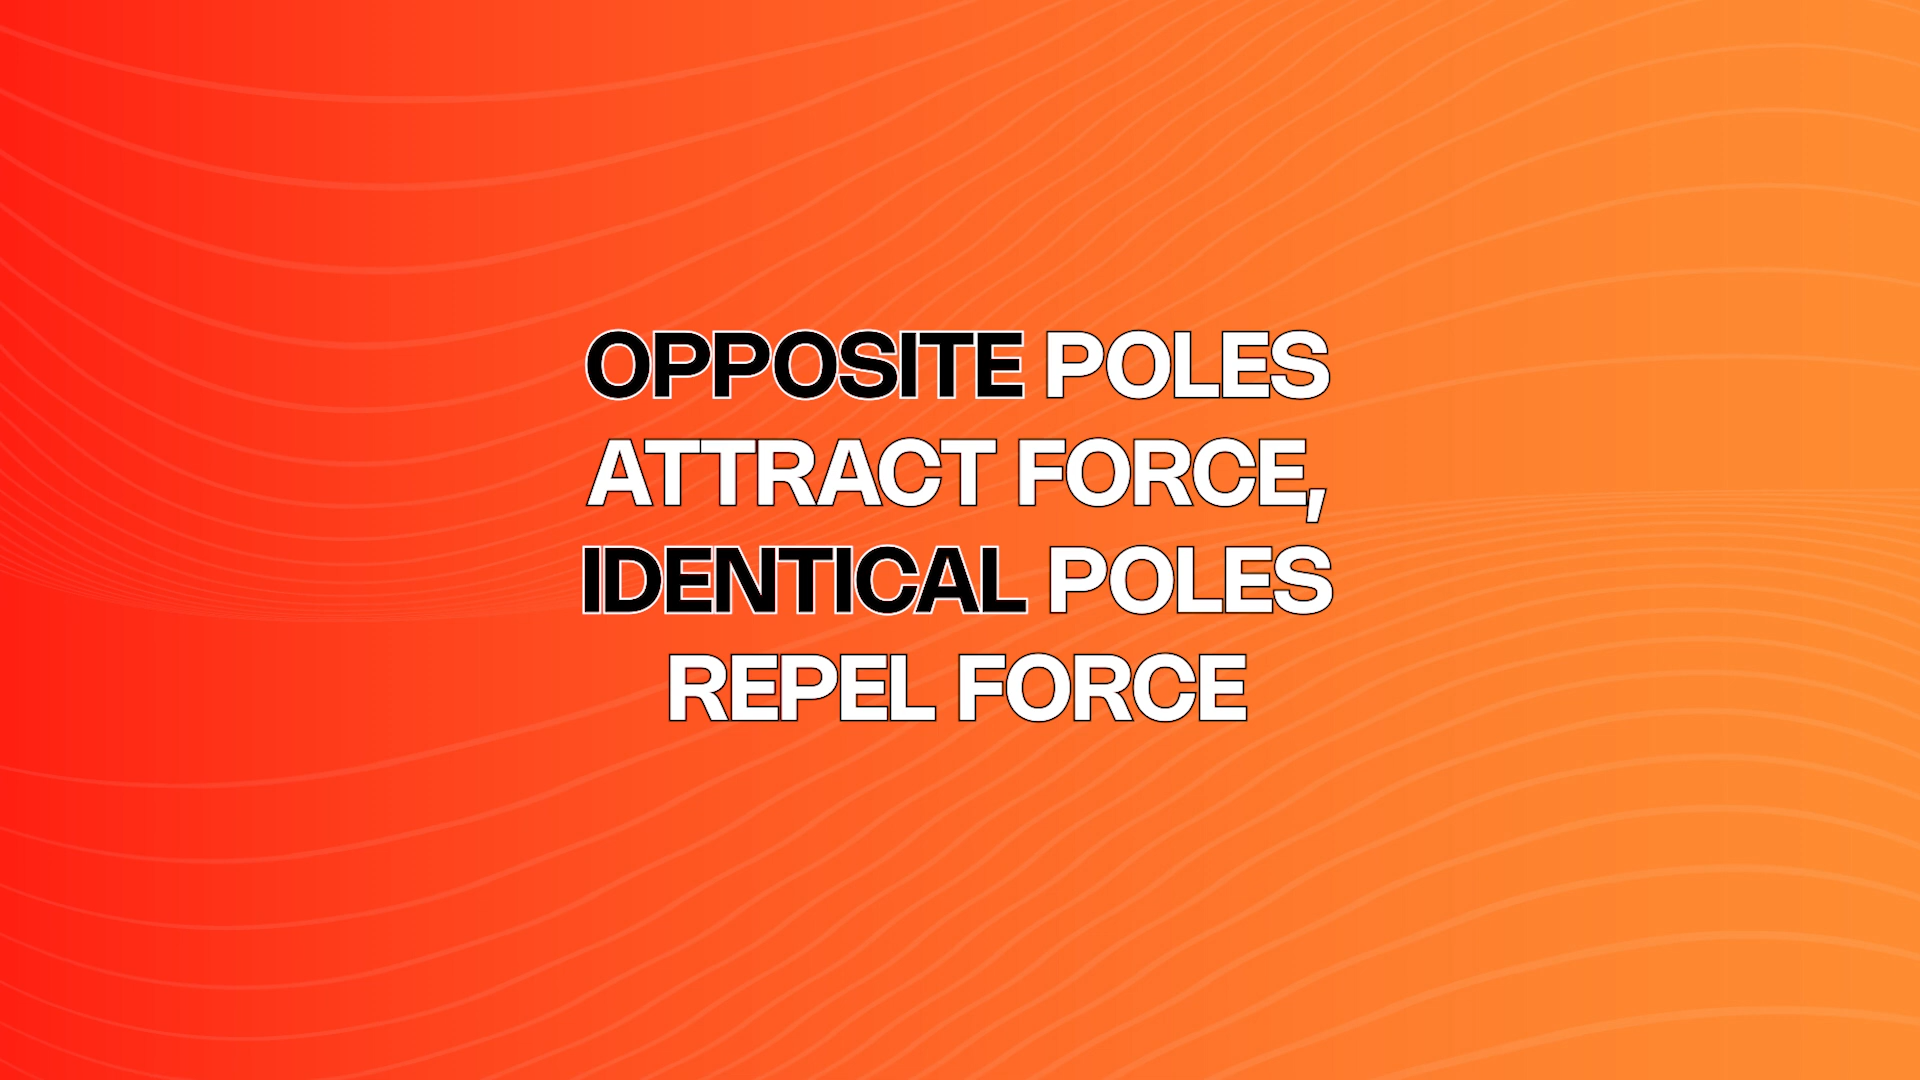 OPPOSITE POLES
ATTRACT FORCE,
IDENTICAL POLES
REPEL FORCE